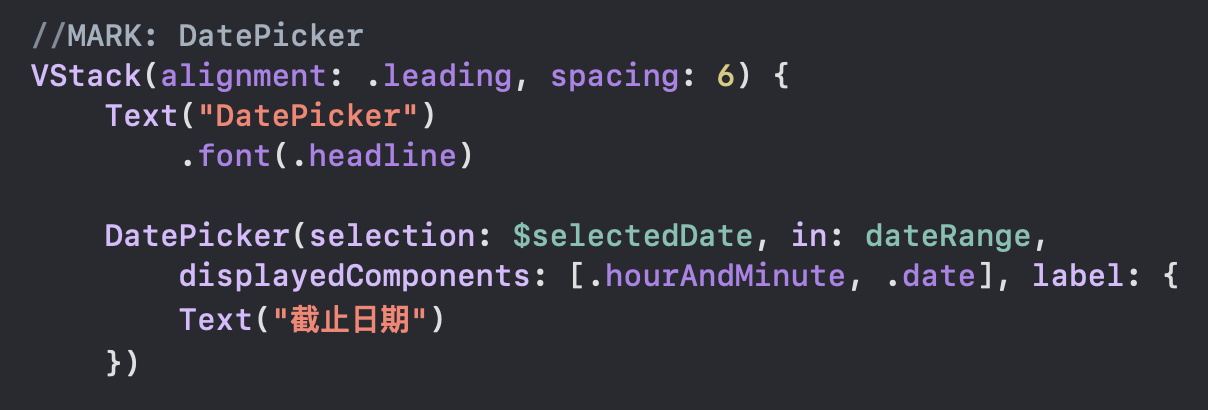 //MARK: DatePicker
VStack(alignment: .leading, spacing: 6) {
    Text("DatePicker")
        .font(.headline)

    DatePicker(selection: $selectedDate, in: dateRange,
        displayedComponents: [.hourAndMinute, .date], label: {
        Text("截止日期")
    })